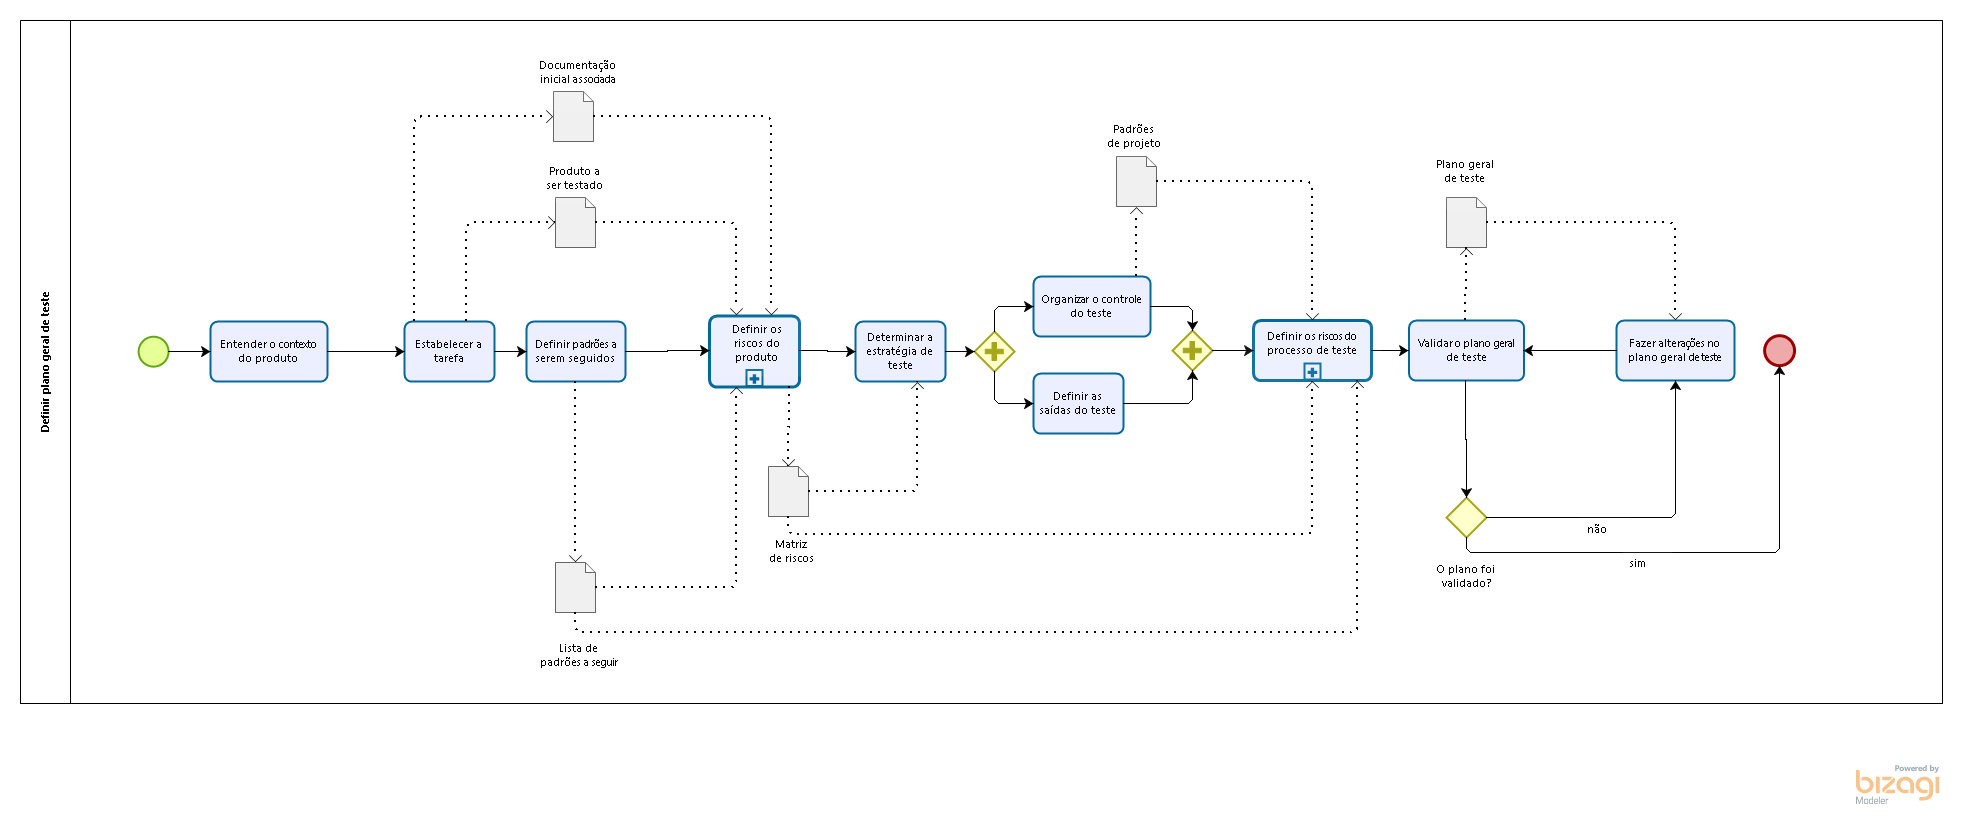 Definir plano geral de teste
Documentação
inicial associada
Produto a
ser testado
Entender o contexto
do produto
Estabelecer a
tarefa
Definir padrões a
serem seguidos
Definir os
riscos do
produto
Determinar a
estratégia de
teste
Matriz
de riscos
Lista de
padrões a seguir
Padrões
de projeto
Organizar o controle
do teste
Definir as
saídas do teste
Definir os riscos do
processo de teste
Plano geral
de teste
Validar o plano geral
de teste
Fazer alterações no
plano geral de teste
não
sim
O plano foi
validado?
Powered by
bizagi
Modeler